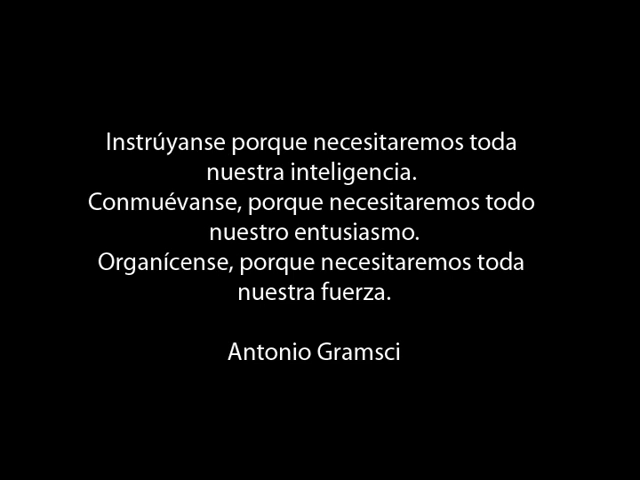 Instrúyanse porque necesitaremos toda
nuestra inteligencia.
Conmuévanse, porque necesitaremos todo
nuestro entusiasmo.
Organícense, porque necesitaremos toda
nuestra fuerza.
Antonio Gramsci